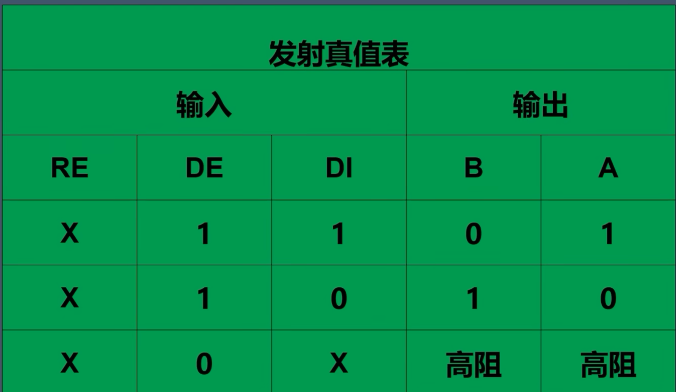 发射真值表
输入 输出
RE DE DI B A
X 1 1 0 1
X 1 0 1 0
X 0 X 高阻 高阻